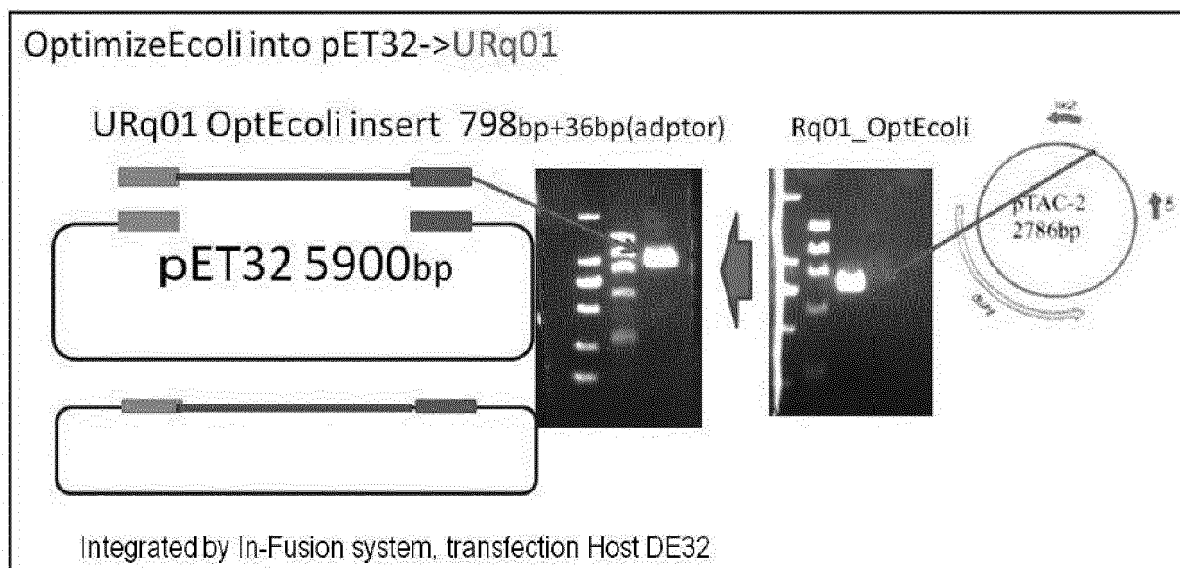 OptimizeEcoli into pET32->URq01
URq01 OptEcoli insert 798bp+36bp(adptor)
Rq01_OptEcoli
pTAC-2
2786bp
pET32 5900bp
Integrated by In-Fusion system, transfection Host DE32